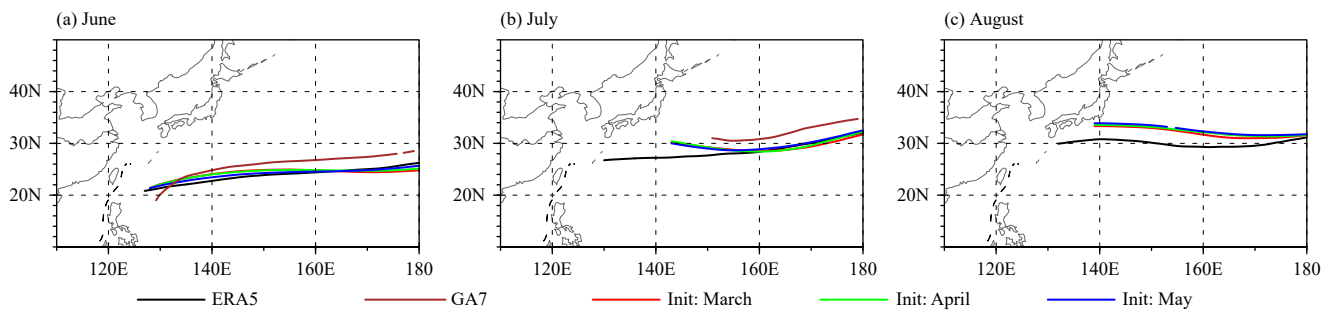 (a) June
(b) July
(c) August
40N
30N
20N
40N
30N
20N
40N
30N
20N
120E 140E 160E 180
120E 140E 160E 180
120E 140E 160E 180
ERA5 GA7 Init: March Init: April Init: May